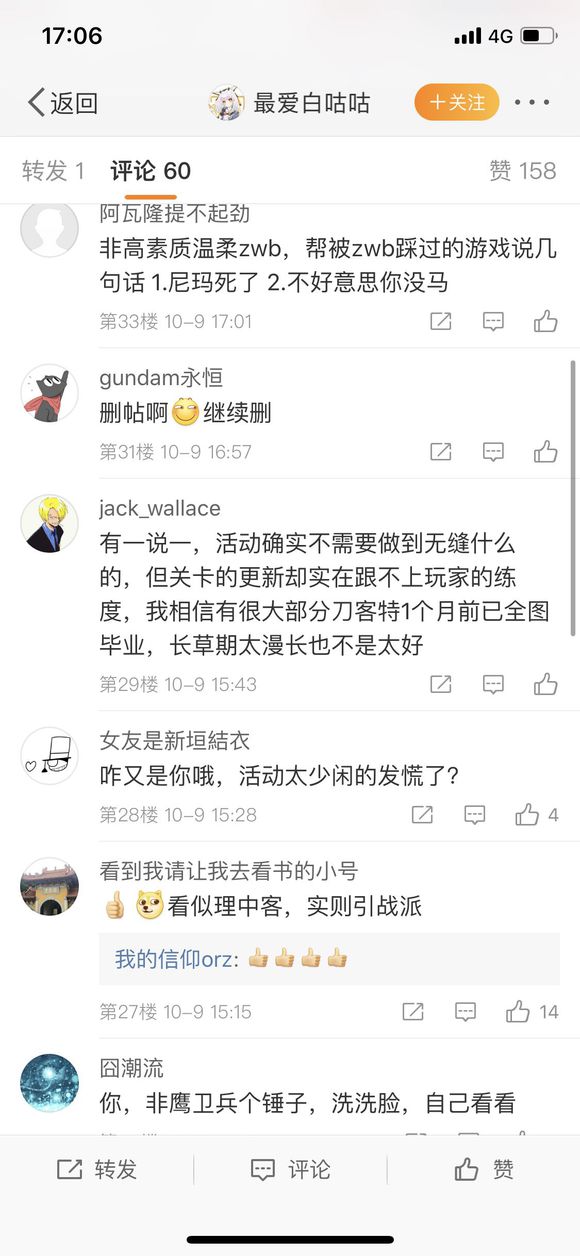 17:06
4G
返回
最爱白咕咕
+关注
转发 1
评论 60
赞 158
阿瓦隆提不起劲
非高素质温柔zwb，帮被zwb踩过的游戏说几
句话 1.尼玛死了 2.不好意思你没马
第33楼 10-9 17:01
gundam永恒
删帖啊继续删
第31楼 10-9 16:57
jack_wallace
有一说一，活动确实不需要做到无缝什么
的，但关卡的更新却实在跟不上玩家的练
度，我相信有很大部分刀客特1个月前已全图
毕业，长草期太漫长也不是太好
第29楼 10-9 15:43
女友是新垣結衣
咋又是你哦，活动太少闲的发慌了?
第28楼 10-9 15:28
4
看到我请让我去看书的小号
看似理中客，实则引战派
我的信仰orz:
第27楼 10-9 15:15
14
囧潮流
你，非鹰卫兵个锤子，洗洗脸，自己看看
转发
评论
赞